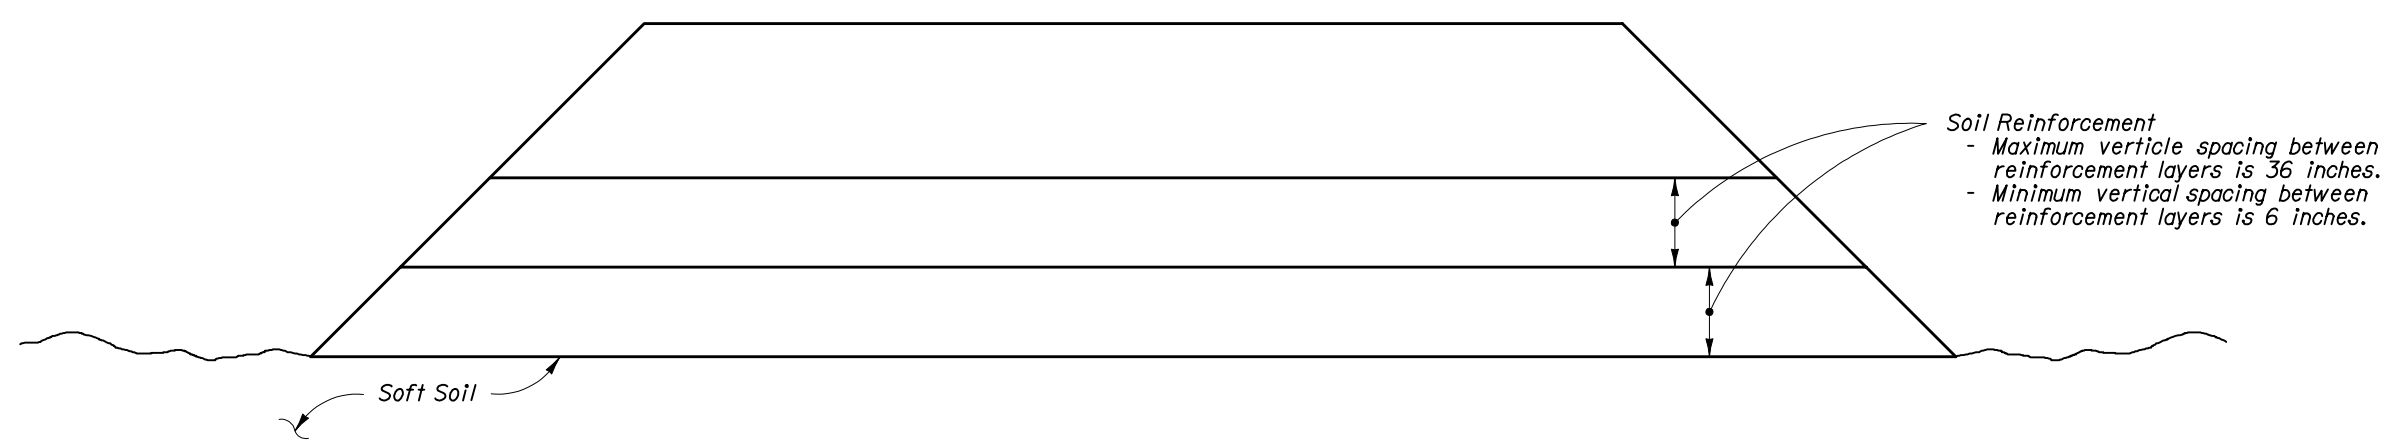 Soil Reinforcement
- Maximum verticle spacing between
reinforcement layers is 36 inches.
- Minimum vertical spacing between
reinforcement layers is 6 inches.
Soft Soil